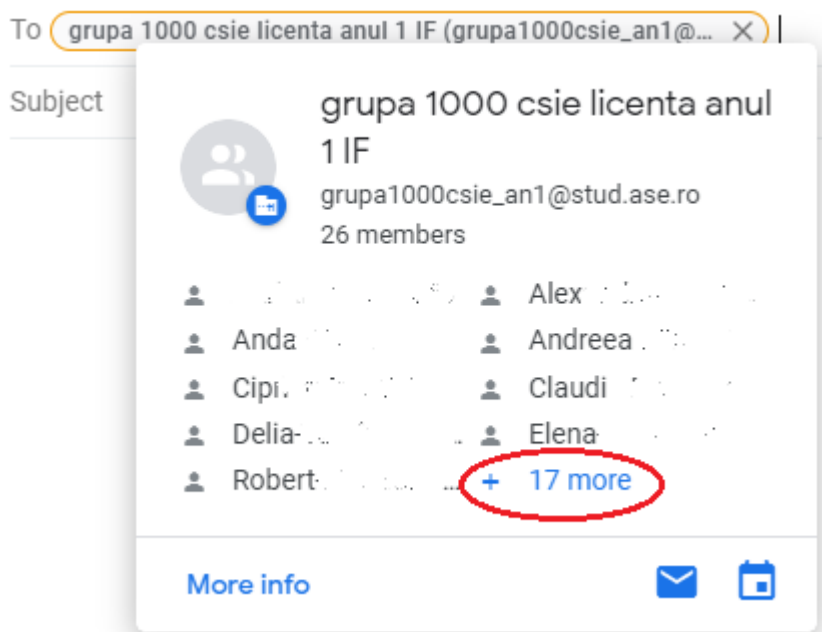 To grupa 1000 csie licenta anul 1 IF (grupa1000csie_an1@...
Subject
grupa 1000 csie licenta anul
1 IF
grupa1000csie_an1@stud.ase.ro
26 members
Alex
Anda Andreea
Cipr Claudi
Delia- Elena-
Robert- ... + 17 more
More info